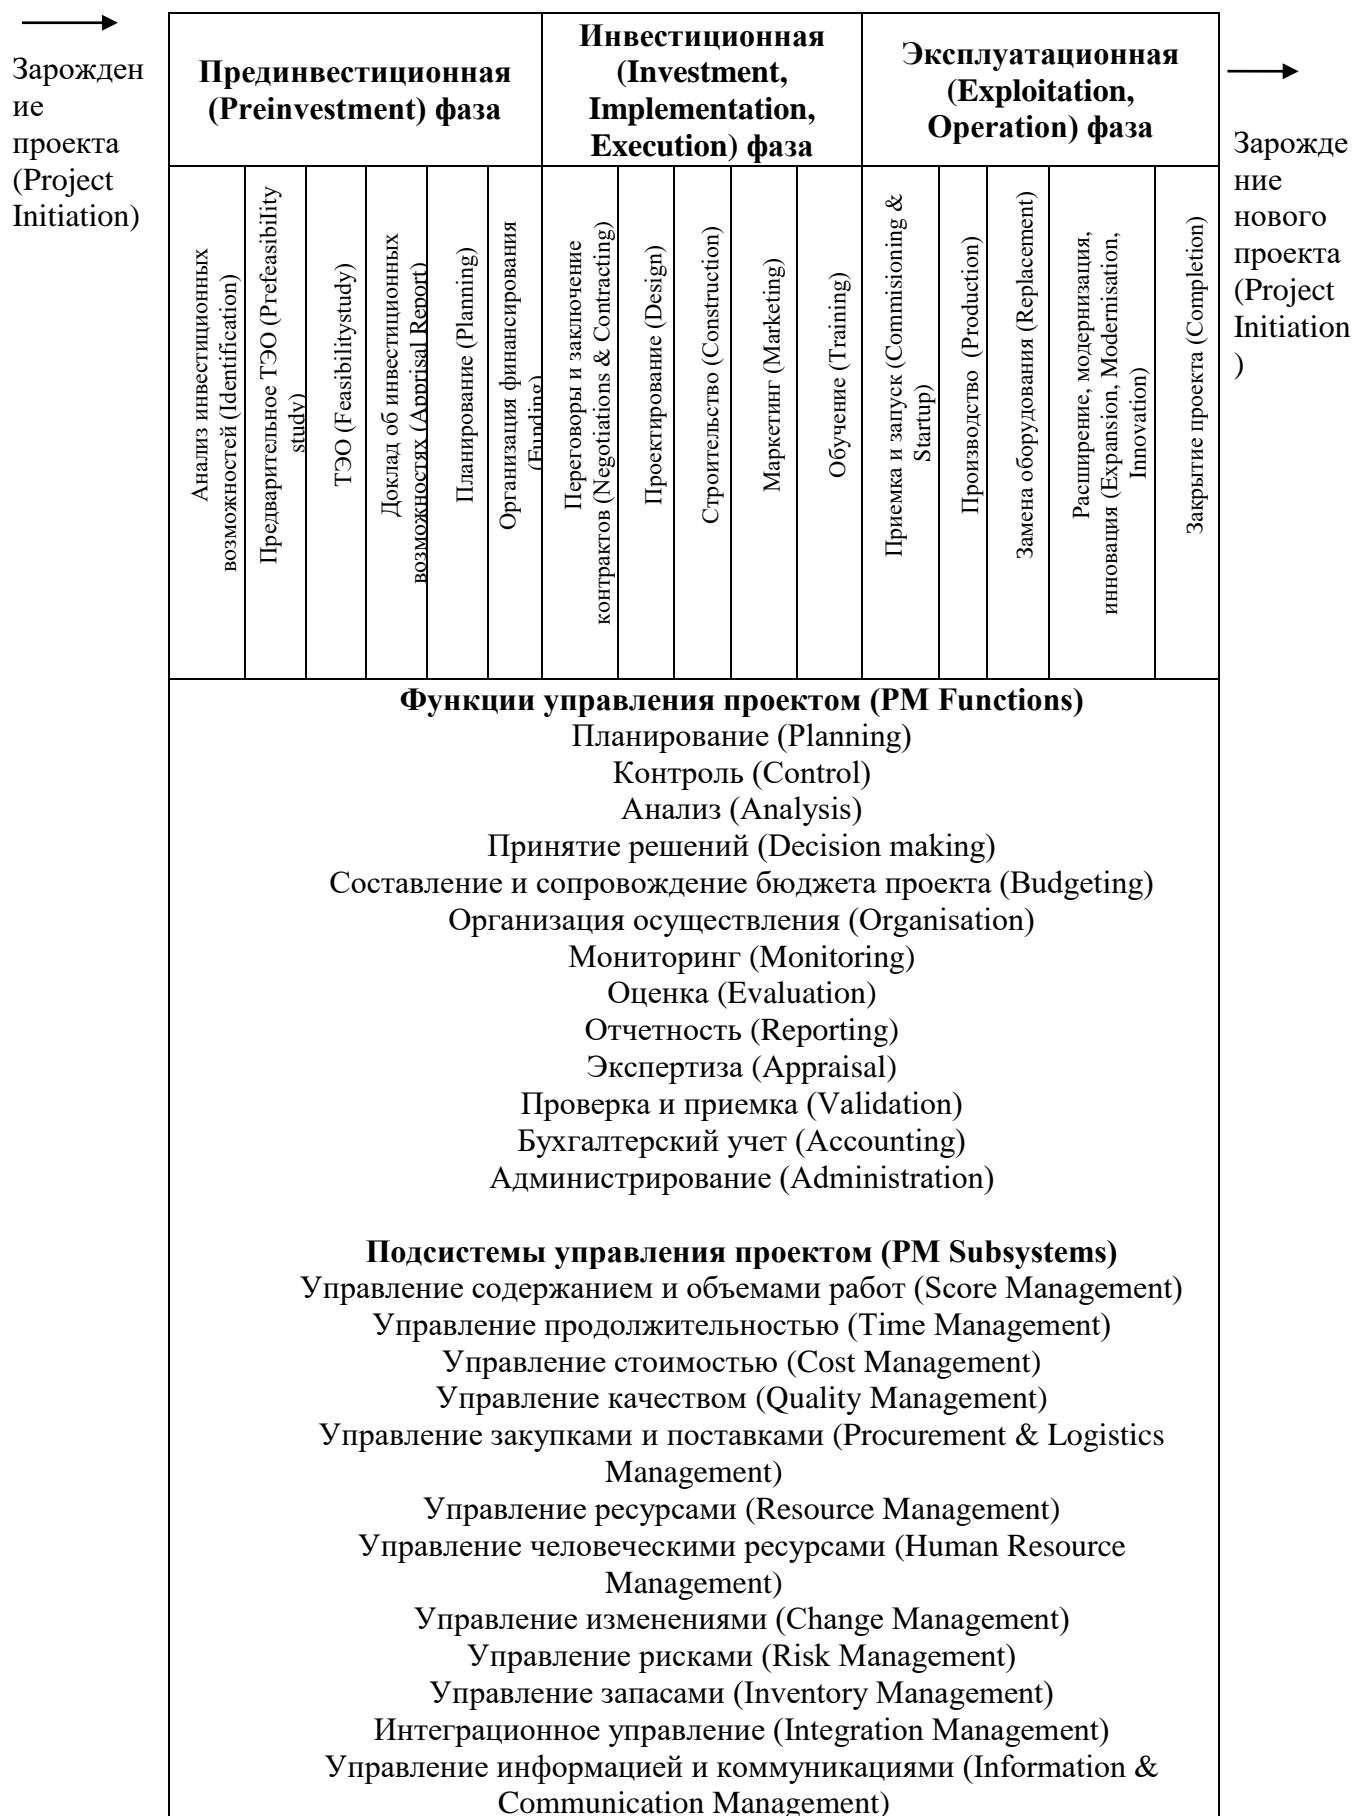 Зарожден
ие
проекта
(Project
Initiation)
Прединвестиционная
(Preinvestment) фаза
Инвестиционная
(Investment,
Implementation,
Execution) фаза
Эксплуатационная
(Exploitation,
Operation) фаза
Зарожде
ние
нового
проекта
(Project
Initiation
)
Анализ инвестиционных
возможностей (Identification)
Предварительное ТЭО (Prefeasibility
study)
ТЭО (Feasibilitystudy)
Доклад об инвестиционных
возможностях (Apprisal Report)
Планирование (Planning)
Организация финансирования
(Funding)
Переговоры и заключение
контрактов (Negotiations & Contracting)
Проектирование (Design)
Строительство (Construction)
Маркетинг (Marketing)
Обучение (Training)
Приемка и запуск (Commisioning &
Startup)
Производство (Production)
Замена оборудования (Replacement)
Расширение, модернизация,
инновация (Expansion, Modernisation,
Innovation)
Закрытие проекта (Completion)
Функции управления проектом (PM Functions)
Планирование (Planning)
Контроль (Control)
Анализ (Analysis)
Принятие решений (Decision making)
Составление и сопровождение бюджета проекта (Budgeting)
Организация осуществления (Organisation)
Мониторинг (Monitoring)
Оценка (Evaluation)
Отчетность (Reporting)
Экспертиза (Appraisal)
Проверка и приемка (Validation)
Бухгалтерский учет (Accounting)
Администрирование (Administration)
Подсистемы управления проектом (PM Subsystems)
Управление содержанием и объемами работ (Score Management)
Управление продолжительностью (Time Management)
Управление стоимостью (Cost Management)
Управление качеством (Quality Management)
Управление закупками и поставками (Procurement & Logistics
Management)
Управление ресурсами (Resource Management)
Управление человеческими ресурсами (Human Resource
Management)
Управление изменениями (Change Management)
Управление рисками (Risk Management)
Управление запасами (Inventory Management)
Интеграционное управление (Integration Management)
Управление информацией и коммуникациями (Information &
Communication Management)